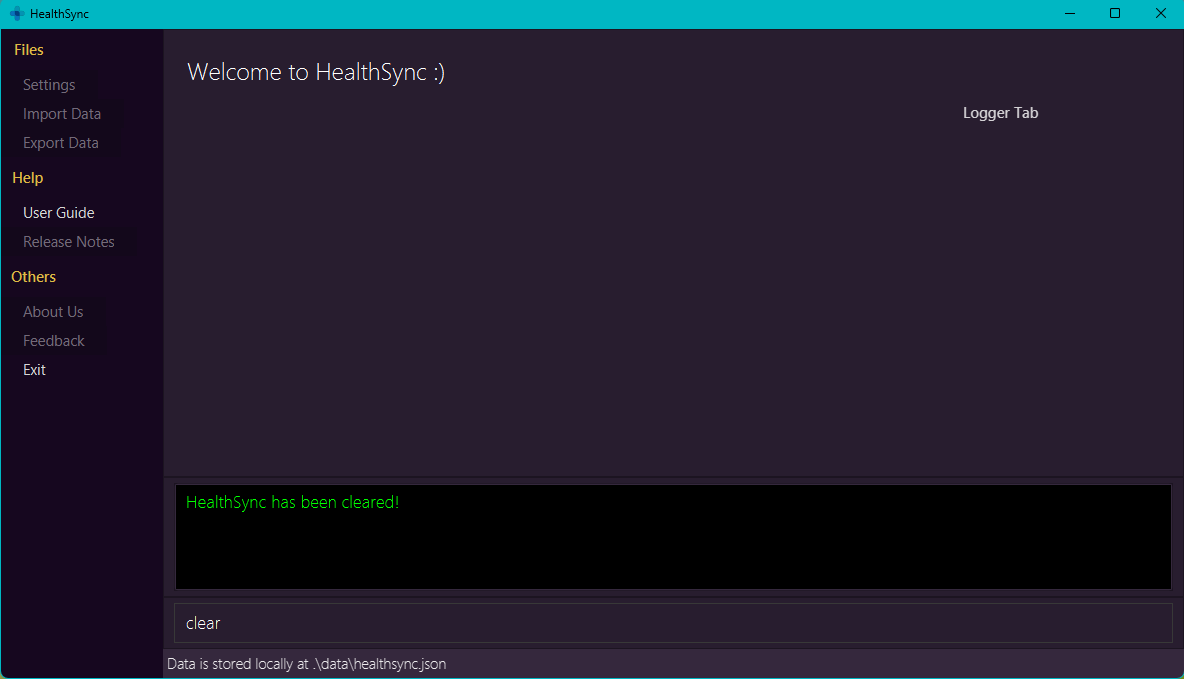 HealthSync
Files
Settings
Import Data
Export Data
Help
User Guide
Release Notes
Others
About Us
Feedback
Exit
Welcome to HealthSync :)
Logger Tab
HealthSync has been cleared!
clear
Data is stored locally at .\data\healthsync.json